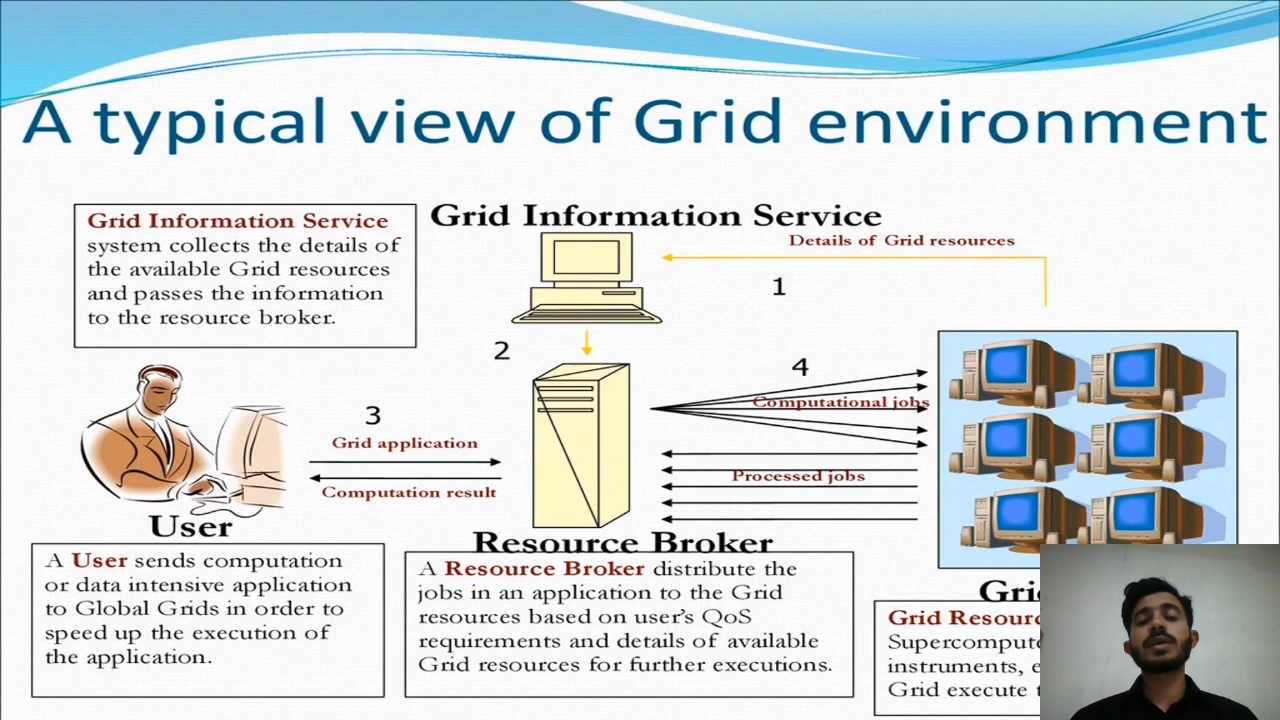 A typical view of Grid environment
Grid Information Service
system collects the details of
the available Grid resources
and passes the information
to the resource broker.
Grid Information Service
Details of Grid resources
1
2
3
Grid application
Computation result
4
Computational jobs
Processed jobs
User
A User sends computation
or data intensive application
to Global Grids in order to
speed up the execution of
the application.
Resource Broker
A Resource Broker distribute the
jobs in an application to the Grid
resources based on user's QoS
requirements and details of available
Grid resources for further executions.
Grid
instruments,
Grid execute